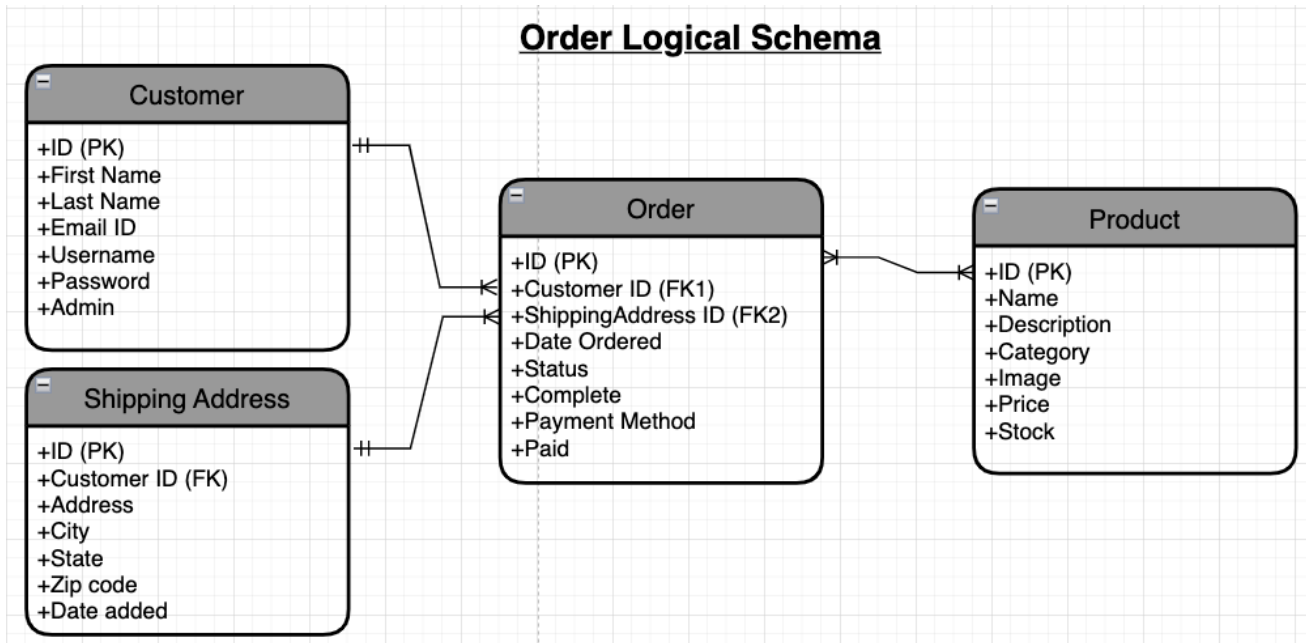 Order Logical Schema
Customer
+ID (PK)
+First Name
+Last Name
+Email ID
+Username
+Password
+Admin
Shipping Address
+ID (PK)
+Customer ID (FK)
+Address
+City
+State
+Zip code
+Date added
Order
+ID (PK)
+Customer ID (FK1)
+ShippingAddress ID (FK2)
+Date Ordered
+Status
+Complete
+Payment Method
+Paid
Product
+ID (PK)
+Name
+Description
+Category
+Image
+Price
+Stock